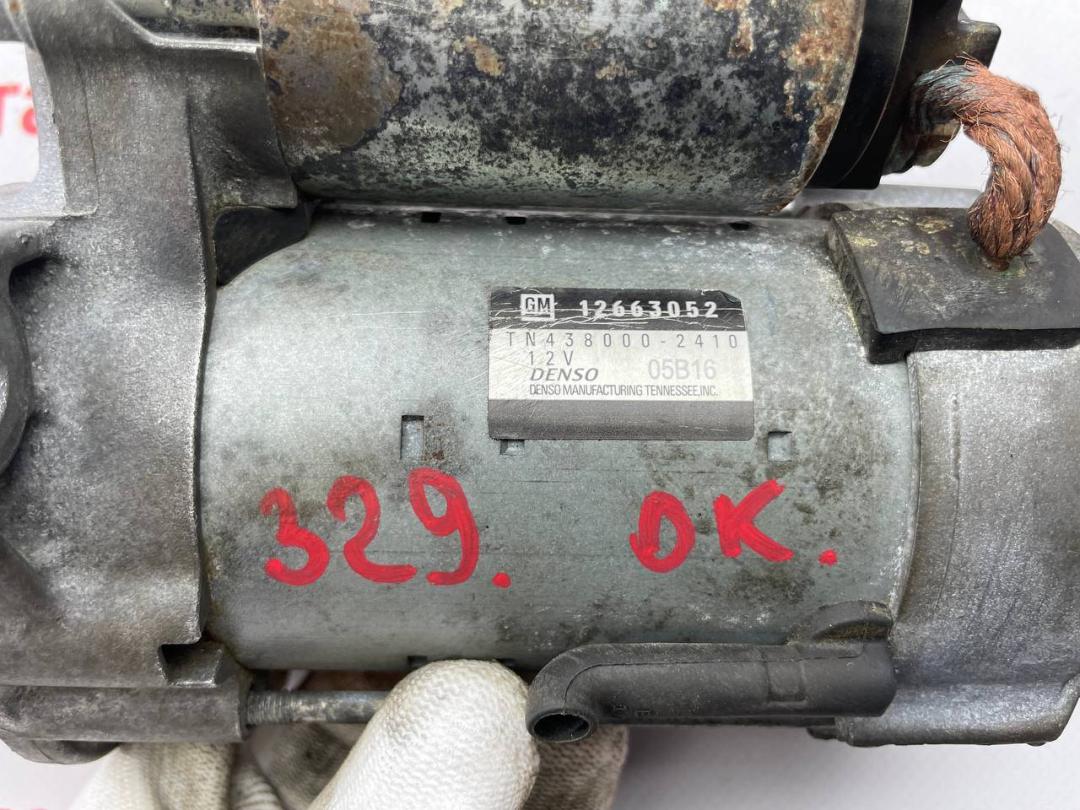 GM 12663052
TN438000-2410
12V
DENSO 05B16
DENSO MANUFACTURING TENNESSEE,INC.
329. OK.